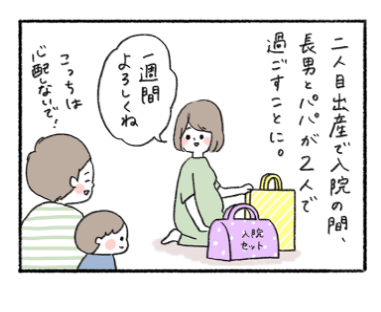 二人目出産で入院の間、
長男とパパが2人で
過ごすことに。
一週間
よろしくね
こっちは
心配しないで!
入院
セット